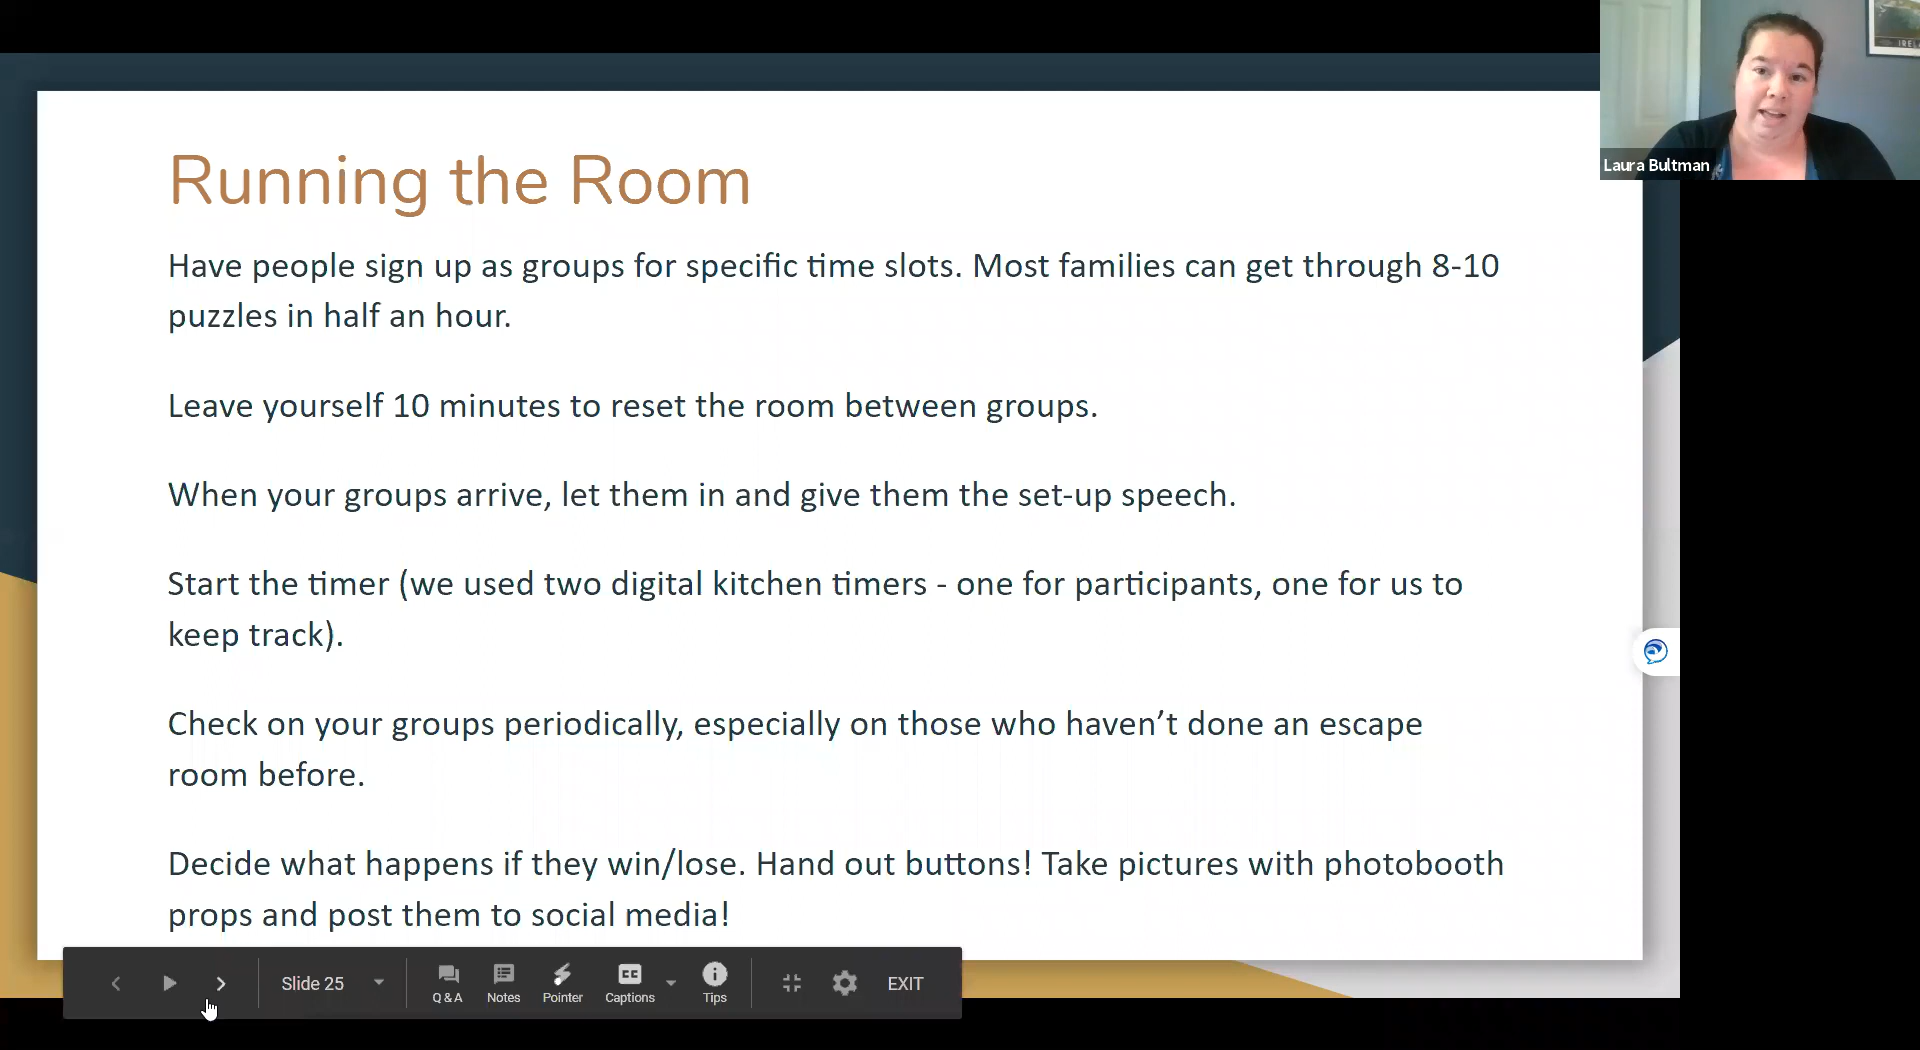 IREL
Laura Bultman
Running the Room
Have people sign up as groups for specific time slots. Most families can get through 8-10
puzzles in half an hour.
Leave yourself 10 minutes to reset the room between groups.
When your groups arrive, let them in and give them the set-up speech.
Start the timer (we used two digital kitchen timers - one for participants, one for us to
keep track).
Check on your groups periodically, especially on those who haven’t done an escape
room before.
Decide what happens if they win/lose. Hand out buttons! Take pictures with photobooth
props and post them to social media!
Slide 25
Q & A
Notes
Pointer
CC
Captions
Tips
EXIT